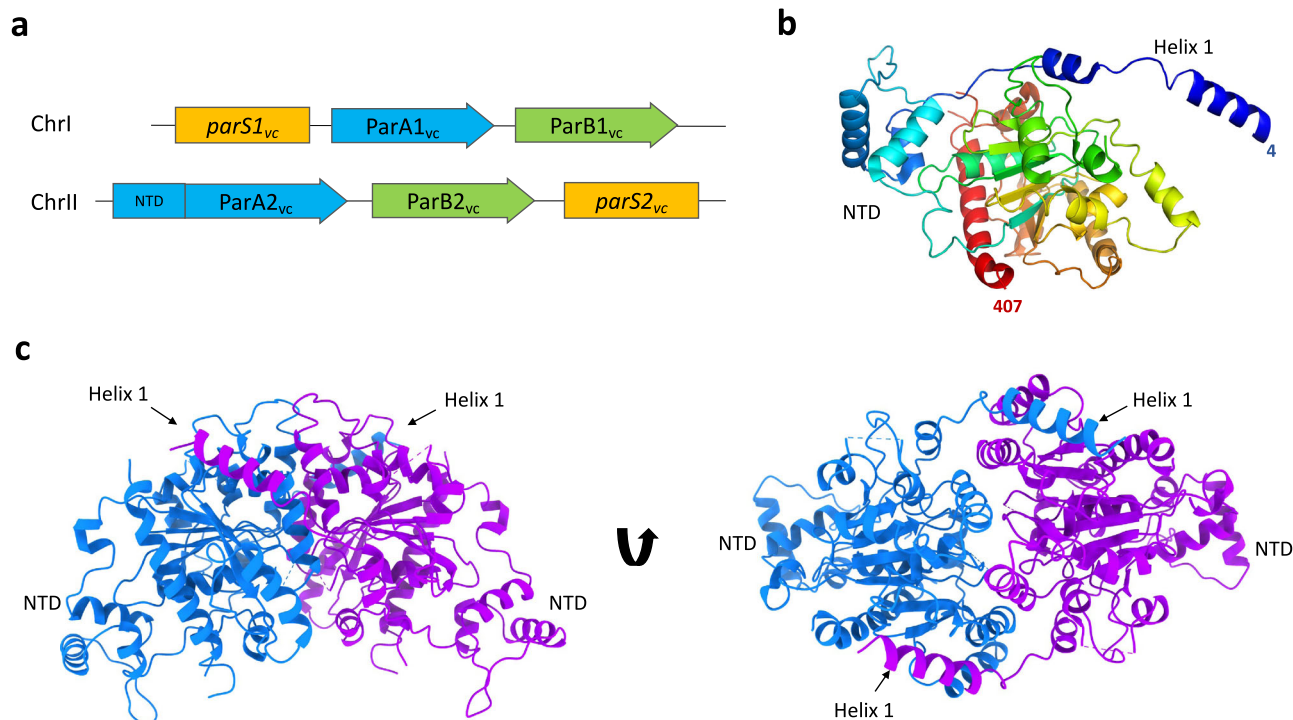 a
ChrI
parS1vc
ParA1vc
ParB1vc
ChrII
NTD
ParA2vc
ParB2vc
parS2vc
b
Helix 1
4
NTD
407
c
Helix 1
Helix 1
NTD
NTD
Helix 1
NTD
NTD
Helix 1